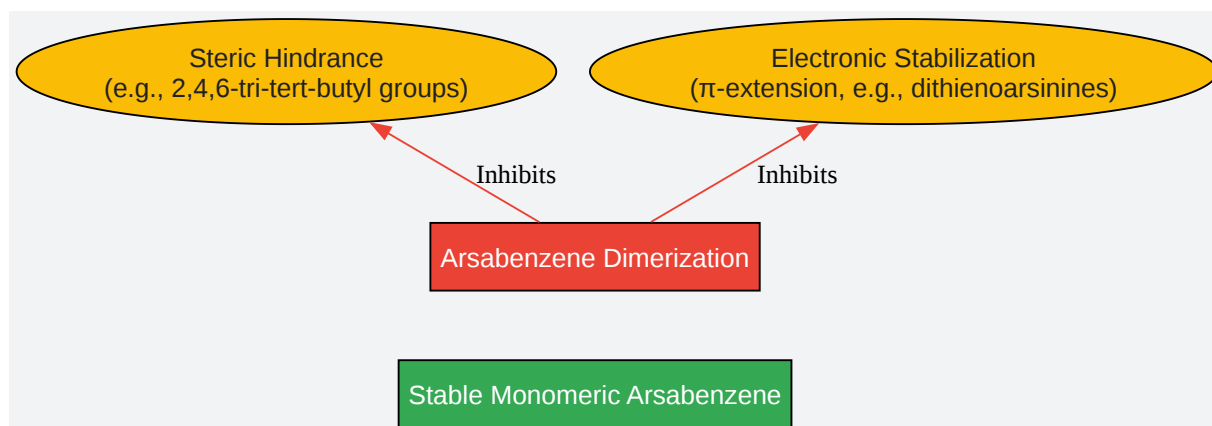 Steric Hindrance
(e.g., 2,4,6-tri-tert-butyl groups)
Electronic Stabilization
(π-extension, e.g., dithienoarsinines)
Inhibits
Inhibits
Arsabenzene Dimerization
Stable Monomeric Arsabenzene